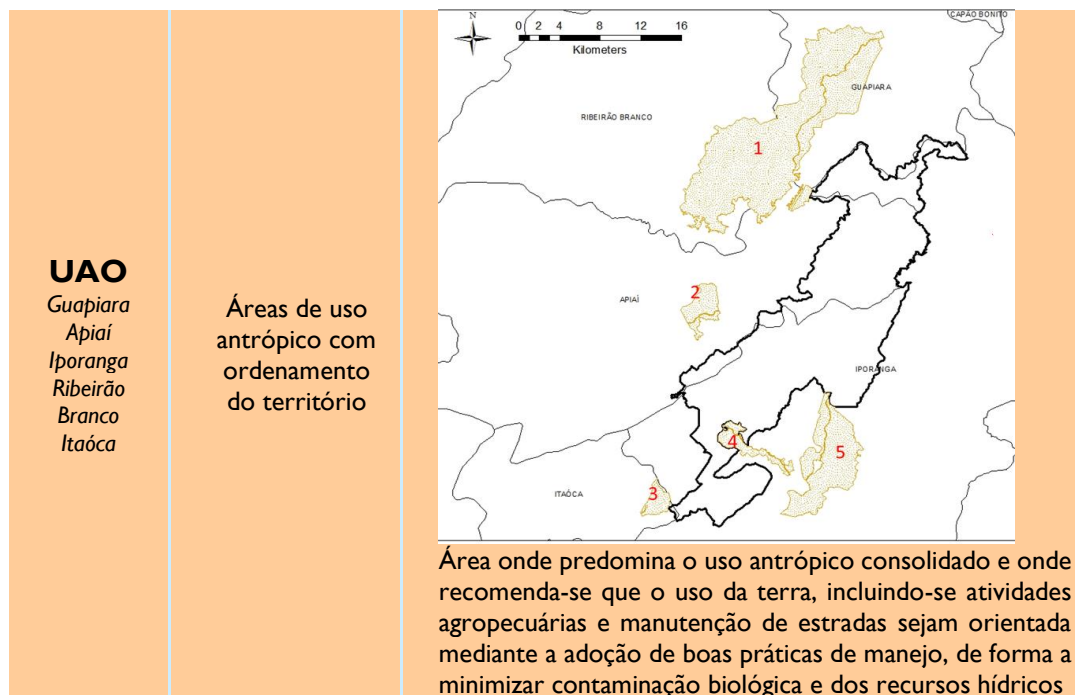 UAO
Guapiara
Apiaí
Iporanga
Ribeirão
Branco
Itaóca
Áreas de uso
antrópico com
ordenamento
do território
N
0 2 4 8 12 16
Kilometers
CAPÃO BONITO
GUAPIARA
RIBEIRÃO BRANCO
1
2
APIAÍ
IPORANGA
4
5
3
ITAÓCA
Área onde predomina o uso antrópico consolidado e onde
recomenda-se que o uso da terra, incluindo-se atividades
agropecuárias e manutenção de estradas sejam orientada
mediante a adoção de boas práticas de manejo, de forma a
minimizar contaminação biológica e dos recursos hídricos